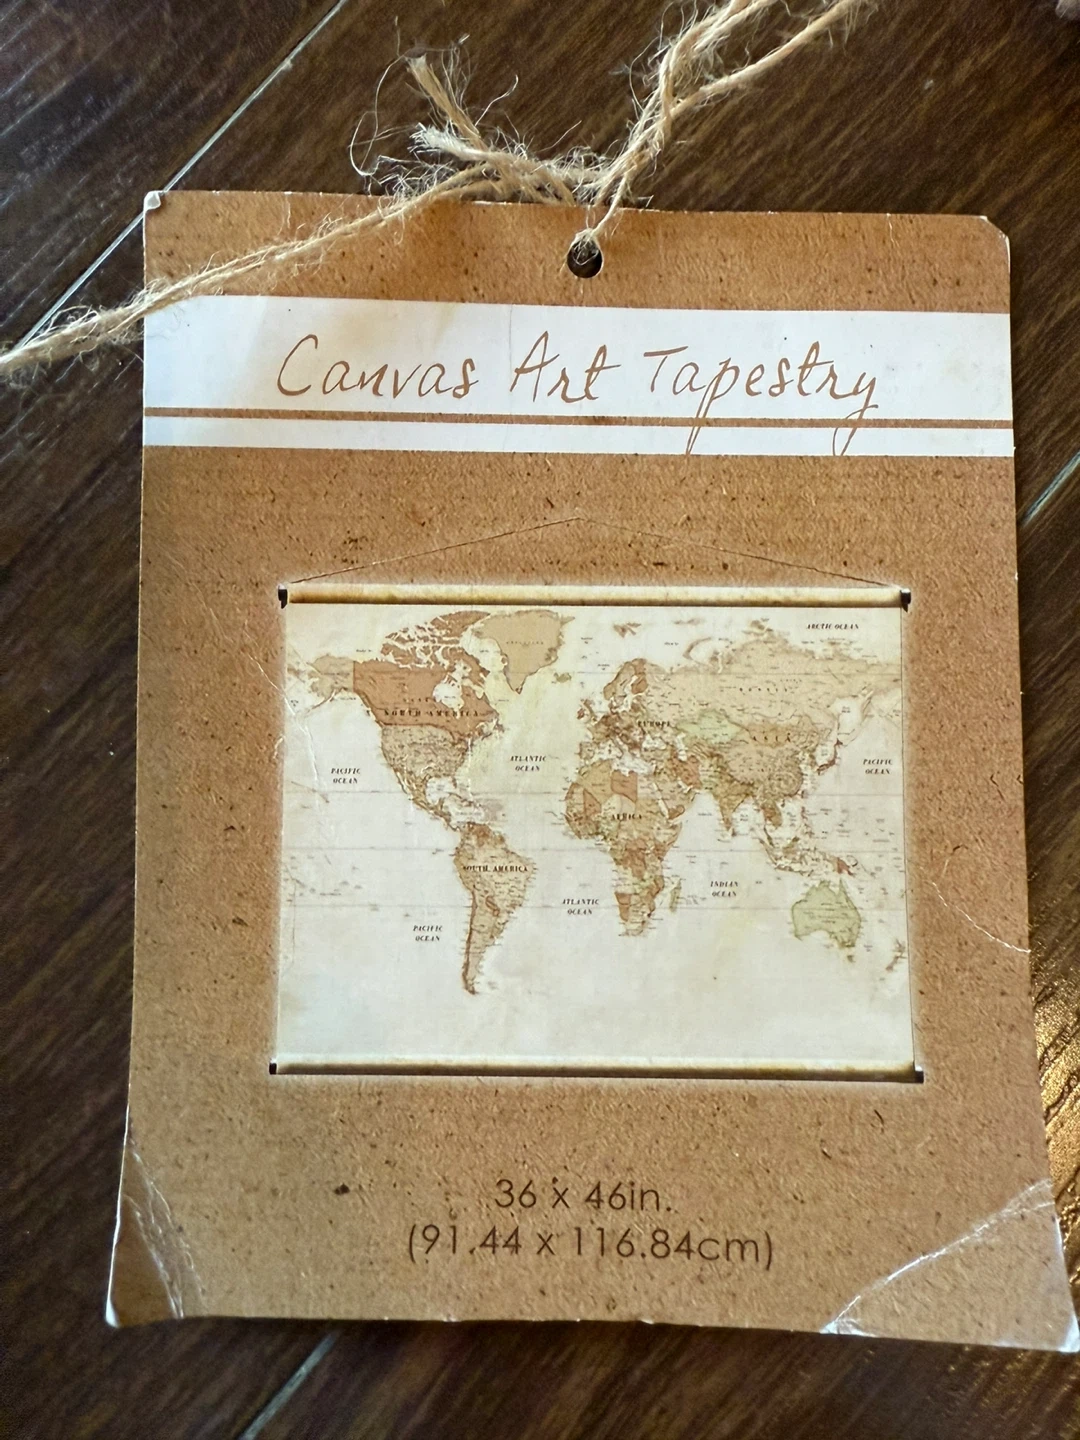 Canvas Art Tapestry
ARCTIC OCEAN
NORTH AMERICA
EUROPE
ASIA
ATLANTIC
OCEAN
PACIFIC
OCEAN
PACIFIC
OCEAN
AFRICA
SOUTH AMERICA
INDIAN
OCEAN
ATLANTIC
OCEAN
PACIFIC
OCEAN
36 x 46in.
(91.44 x 116.84cm)